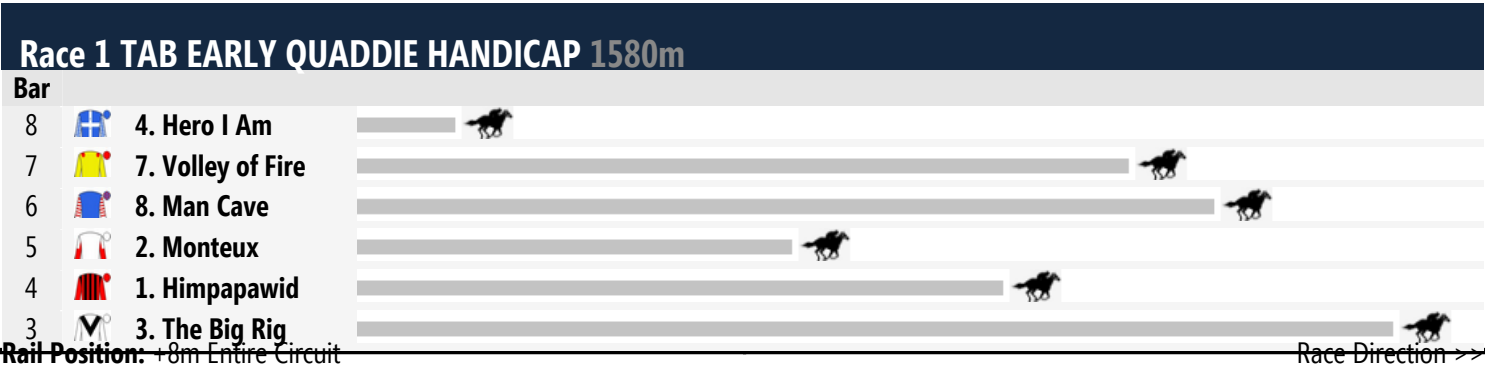 Race 1 TAB EARLY QUADDIE HANDICAP 1580m
Bar
8 4. Hero I Am
7 7. Volley of Fire
6 8. Man Cave
5 2. Monteux
4 1. Himpapawid
3 3. The Big Rig
Rail Position: +8m Entire Circuit Race Direction >>